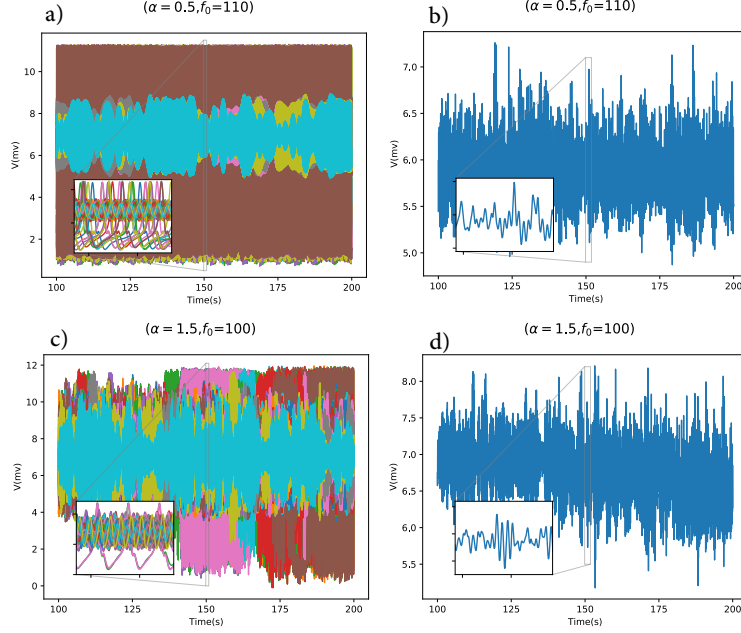 a)
(α = 0.5,f₀=110)
V(mv)
10
8
6
4
2
100
125
150
175
200
Time(s)
b)
(α = 0.5,f₀=110)
V(mv)
7.0
6.5
6.0
5.5
5.0
100
125
150
175
200
Time(s)
c)
(α = 1.5,f₀=100)
V(mv)
12
10
8
6
4
2
0
100
125
150
175
200
Time(s)
d)
(α = 1.5,f₀=100)
V(mv)
8.0
7.5
7.0
6.5
6.0
5.5
100
125
150
175
200
Time(s)